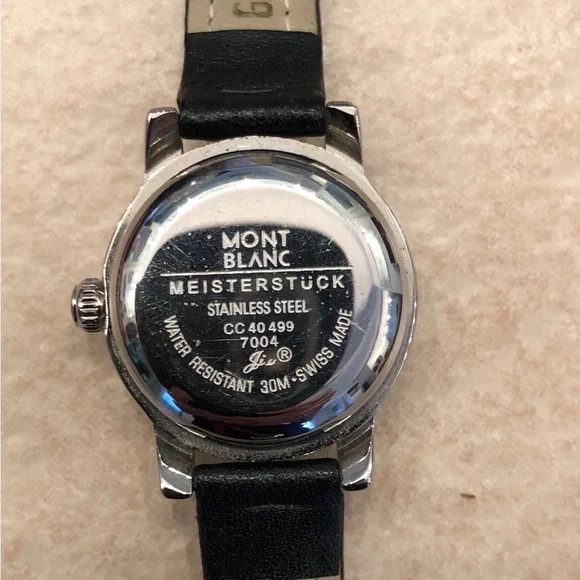 G
MONT
BLANC
MEISTERSTÜCK
STAINLESS STEEL
CC 40 499
7004
®
WATER RESISTANT 30M · SWISS MADE